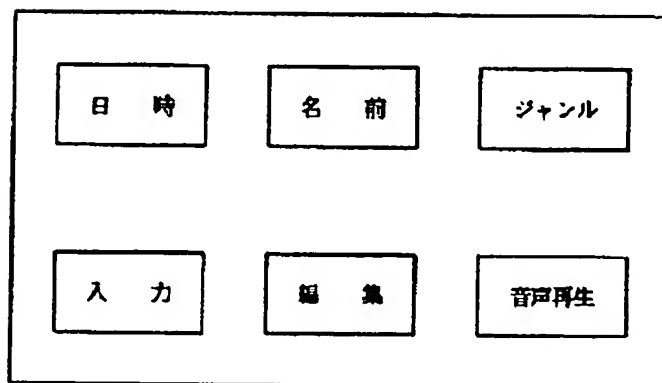 日 時
名 前
ジャンル
入 力
編 集
音声再生